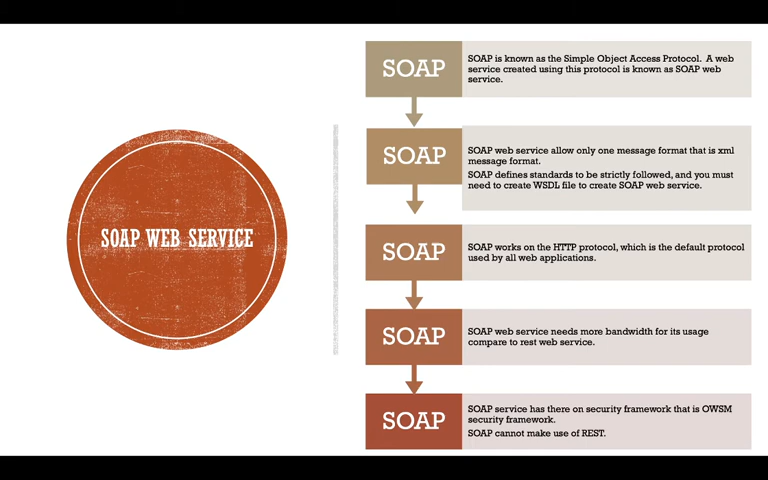 SOAP WEB SERVICE
SOAP
SOAP is known as the Simple Object Access Protocol. A web
service created using this protocol is known as SOAP web
service.
SOAP
SOAP web service allow only one message format that is xml
message format.
SOAP defines standards to be strictly followed, and you must
need to create WSDL file to create SOAP web service.
SOAP
SOAP works on the HTTP protocol, which is the default protocol
used by all web applications.
SOAP
SOAP web service needs more bandwidth for its usage
compare to rest web service.
SOAP
SOAP service has there on security framework that is OWSM
security framework.
SOAP cannot make use of REST.